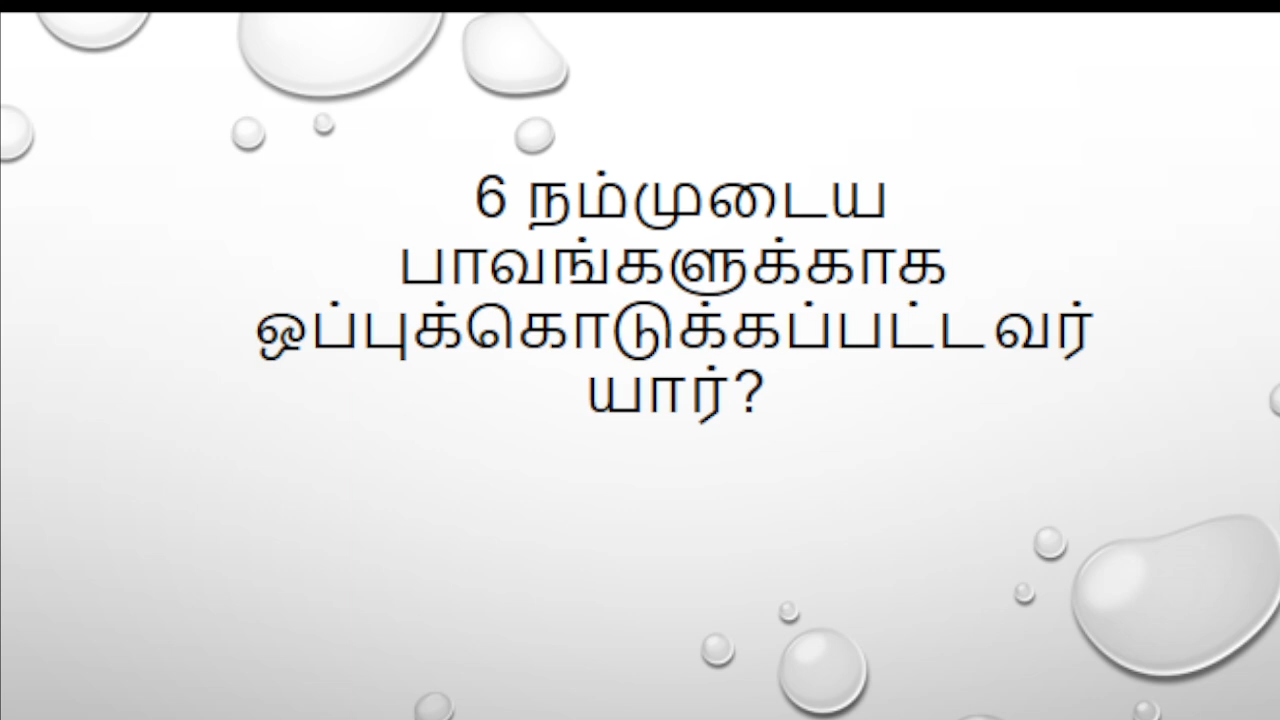 6 நம்முடைய
பாவங்களுக்காக
ஒப்புக்கொடுக்கப்பட்டவர்
யார்?